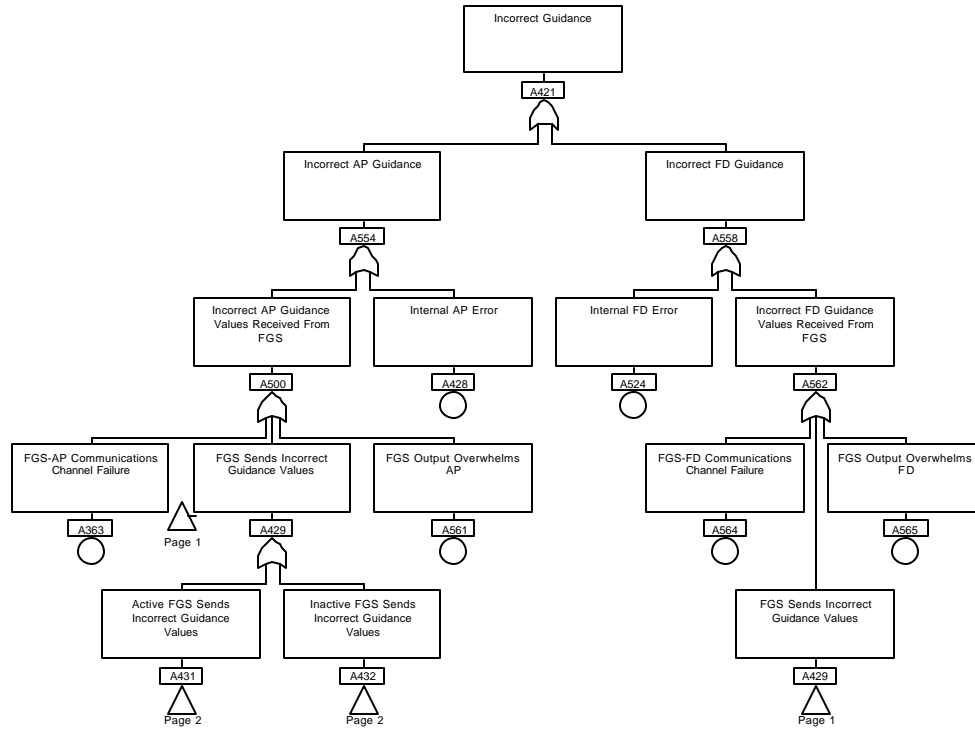 Incorrect Guidance
A421
Incorrect AP Guidance
Incorrect FD Guidance
A554
A558
Incorrect AP Guidance
Values Received From
FGS
Internal AP Error
Internal FD Error
Incorrect FD Guidance
Values Received From
FGS
A500
A428
A524
A562
FGS-AP Communications
Channel Failure
FGS Sends Incorrect
Guidance Values
FGS Output Overwhelms
AP
FGS-FD Communications
Channel Failure
FGS Output Overwhelms
FD
A363
Page 1
A429
A561
A564
A565
Active FGS Sends
Incorrect Guidance
Values
Inactive FGS Sends
Incorrect Guidance
Values
FGS Sends Incorrect
Guidance Values
A431
A432
A429
Page 2
Page 2
Page 1